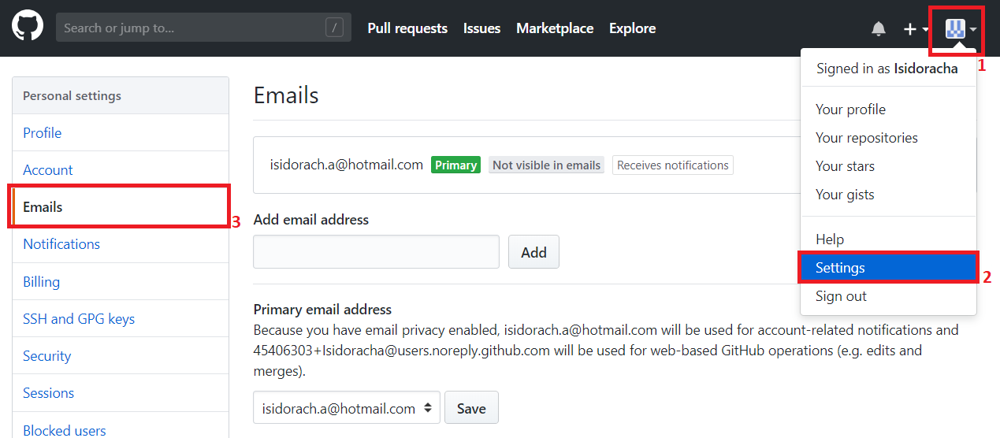 Search or jump to...
/
Pull requests
Issues
Marketplace
Explore
1
Signed in as Isidoracha
Your profile
Your repositories
Your stars
Your gists
Help
Settings
2
Sign out
Personal settings
Profile
Account
Emails
3
Notifications
Billing
SSH and GPG keys
Security
Sessions
Blocked users
Emails
isidorach.a@hotmail.com Primary Not visible in emails Receives notifications
Add email address
Add
Primary email address
Because you have email privacy enabled, isidorach.a@hotmail.com will be used for account-related notifications and
45406303+Isidoracha@users.noreply.github.com will be used for web-based GitHub operations (e.g. edits and
merges).
isidorach.a@hotmail.com
Save